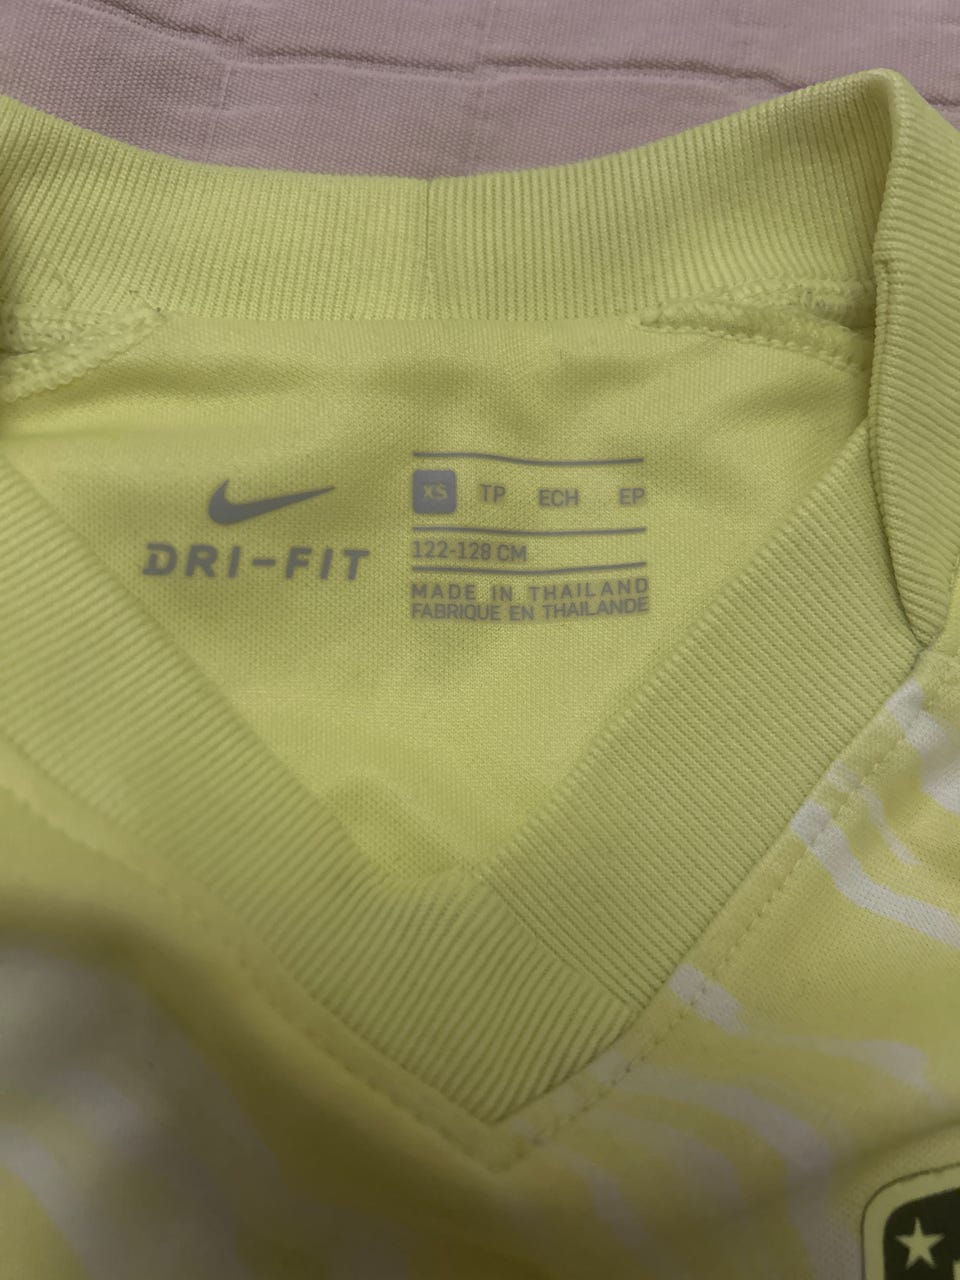 DRI-FIT
XS TP ECH EP
122-128 CM
MADE IN THAILAND
FABRIQUE EN THAILANDE